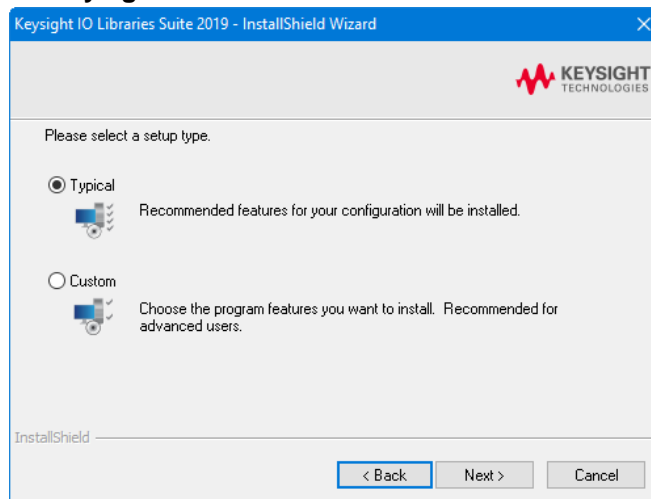 Keysight IO Libraries Suite 2019 - InstallShield Wizard
KEYSIGHT
TECHNOLOGIES
Please select a setup type.
Typical
Recommended features for your configuration will be installed.
Custom
Choose the program features you want to install. Recommended for
advanced users.
InstallShield
< Back
Next >
Cancel